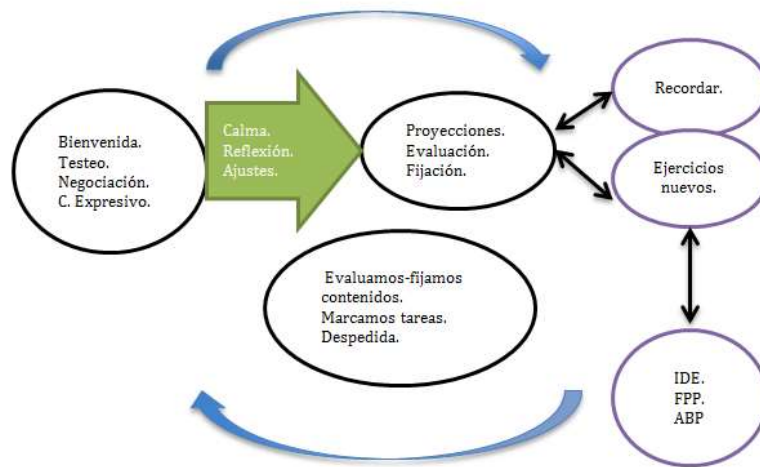 Bienvenida.
Testeo.
Negociación.
C. Expresivo.
Calma.
Reflexión.
Ajustes.
Proyecciones.
Evaluación.
Fijación.
Recordar.
Ejercicios
nuevos.
Evaluamos-fijamos
contenidos.
Marcamos tareas.
Despedida.
IDE.
FPP.
ABP